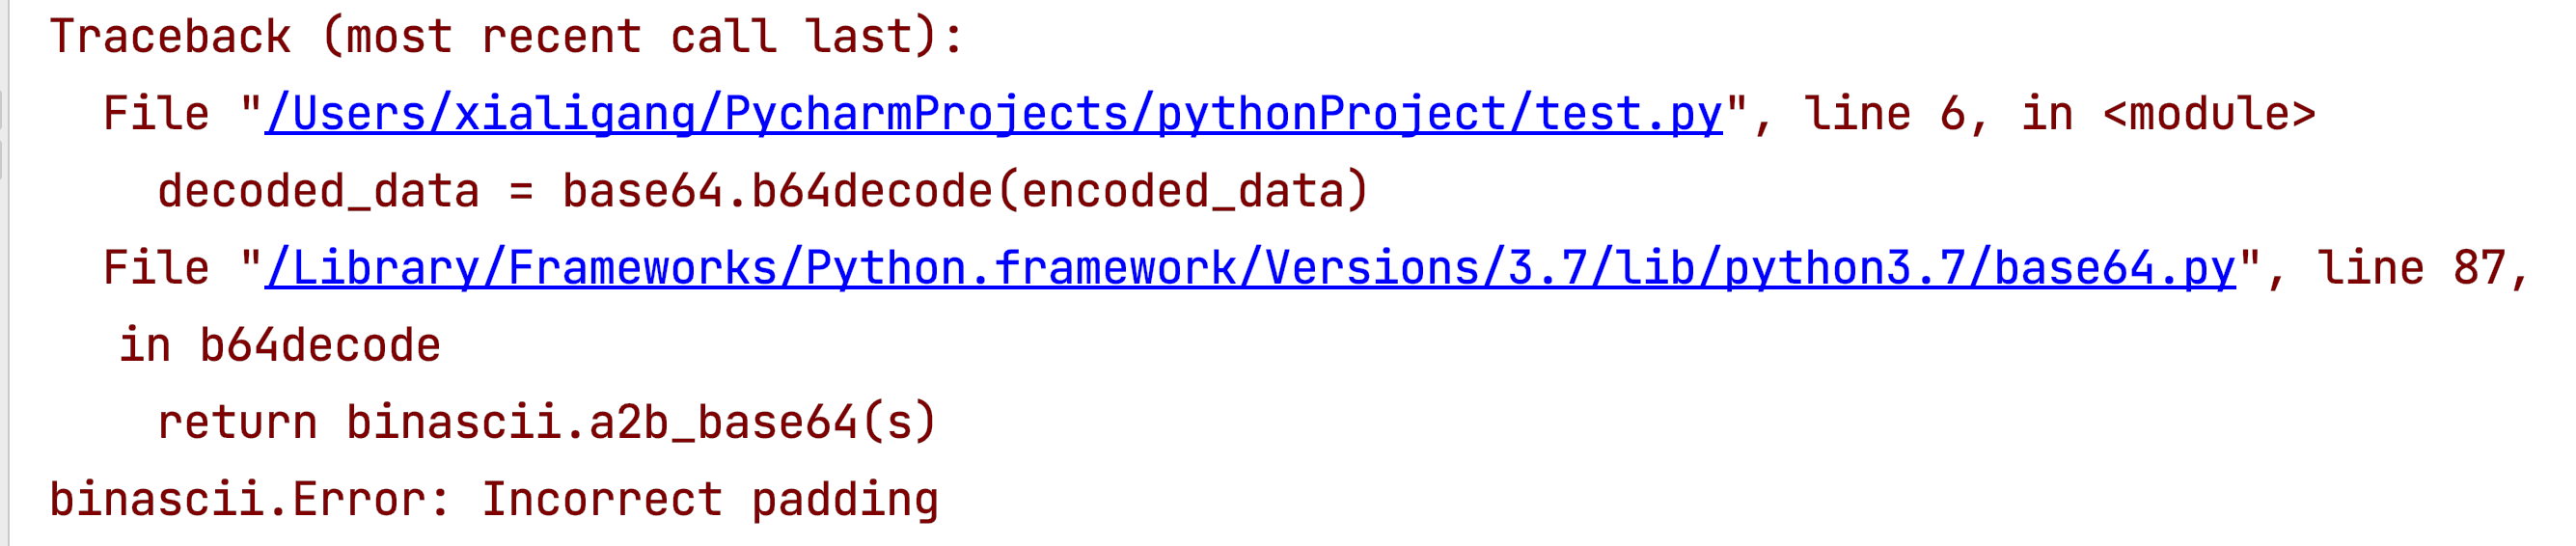 Traceback (most recent call last):
  File "/Users/xialigang/PycharmProjects/pythonProject/test.py", line 6, in <module>
    decoded_data = base64.b64decode(encoded_data)
  File "/Library/Frameworks/Python.framework/Versions/3.7/lib/python3.7/base64.py", line 87,
  in b64decode
    return binascii.a2b_base64(s)
binascii.Error: Incorrect padding